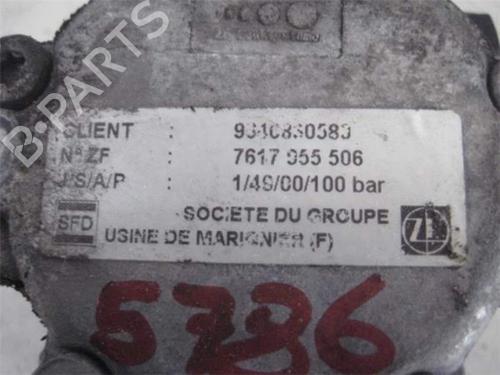 CLIENT : 9640830580
N° ZF : 7617 955 506
J/S/A/P : 1/49/00/100 bar
SFD SOCIETE DU GROUPE ZF
USINE DE MARIGNIER (F)
5786
B-PARTS